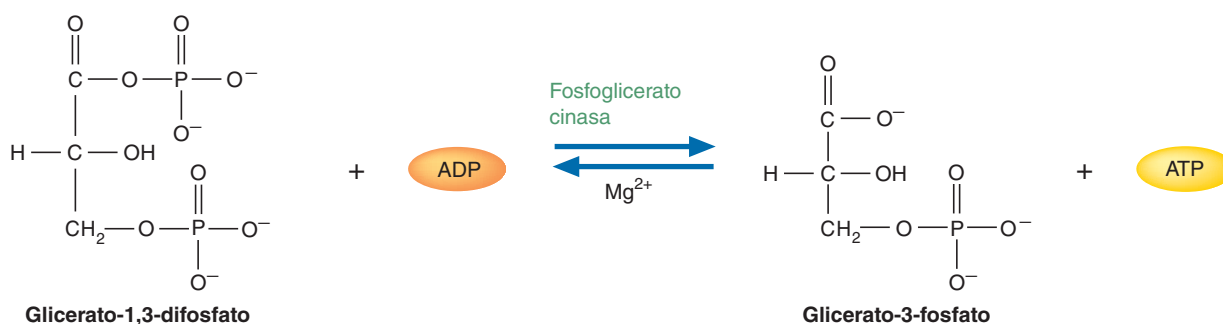 O O
C — O — P — O−
O−
H — C — OH
O
CH2 — O — P — O−
O−
Glicerato-1,3-difosfato
+
ADP
Fosfoglicerato
cinasa
Mg2+
O
C — O−
H — C — OH
O
CH2 — O — P — O−
O−
Glicerato-3-fosfato
+
ATP